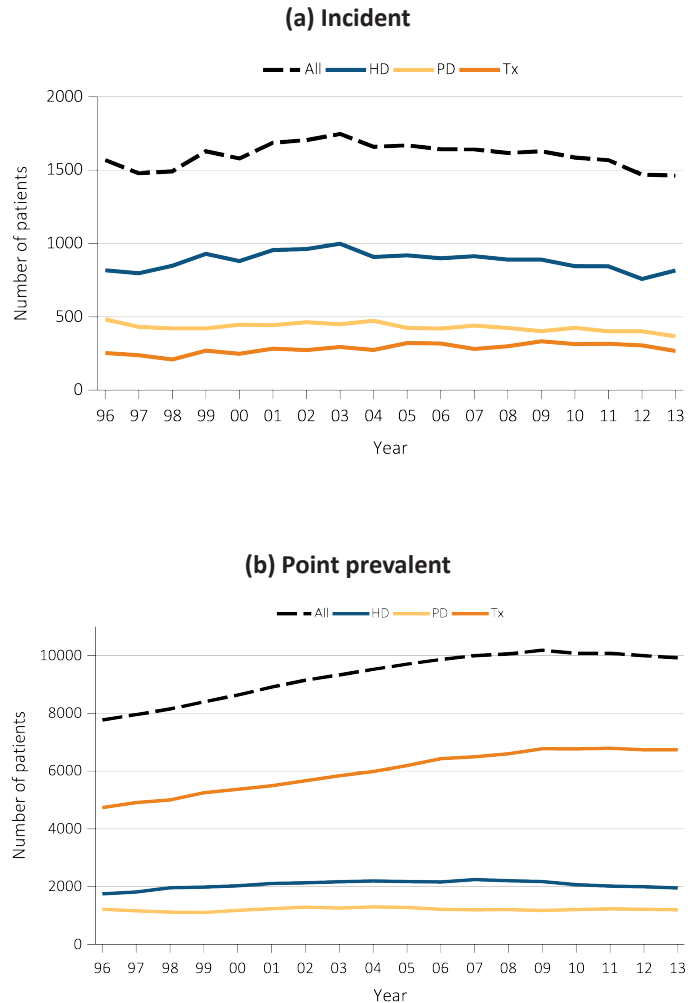 (a) Incident
All HD PD Tx
2000
1500
1000
500
0
Number of patients
96 97 98 99 00 01 02 03 04 05 06 07 08 09 10 11 12 13
Year
(b) Point prevalent
All HD PD Tx
10000
8000
6000
4000
2000
0
Number of patients
96 97 98 99 00 01 02 03 04 05 06 07 08 09 10 11 12 13
Year